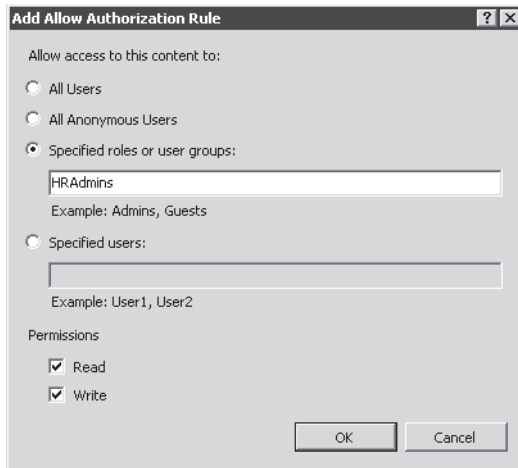 Add Allow Authorization Rule
Allow access to this content to:
All Users
All Anonymous Users
Specified roles or user groups:
HRAdmins
Example: Admins, Guests
Specified users:
Example: User1, User2
Permissions
Read
Write
OK Cancel